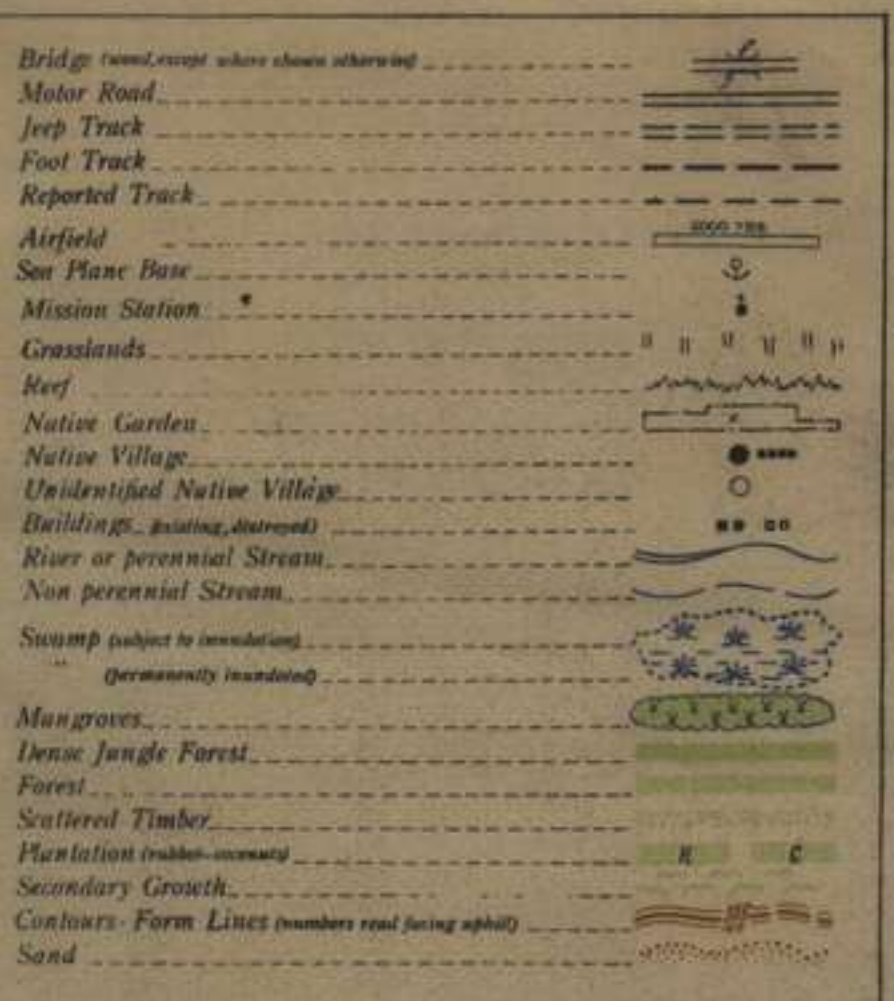 Bridge (wood, except where shown otherwise)
Motor Road
Jeep Track
Foot Track
Reported Track
Airfield
Sea Plane Base
Mission Station
Grasslands
Reef
Native Garden
Native Village
Unidentified Native Village
Buildings (existing, destroyed)
River or perennial Stream
Non perennial Stream
Swamp (subject to inundation)
" (permanently inundated)
Mangroves
Dense Jungle Forest
Forest
Scattered Timber
Plantation (rubber-coconuts) R C
Secondary Growth
Contours - Form Lines (numbers read facing uphill)
Sand